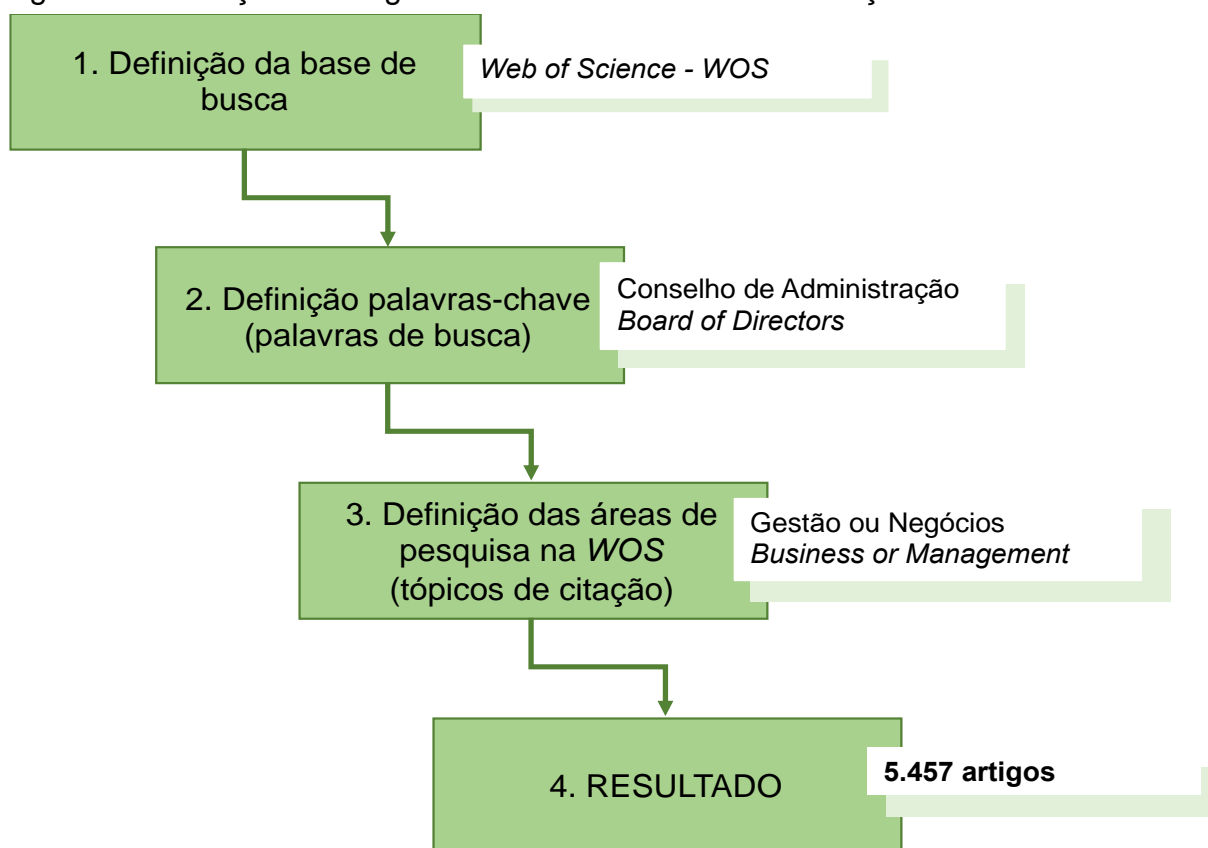 1. Definição da base de
busca
Web of Science - WOS
2. Definição palavras-chave
(palavras de busca)
Conselho de Administração
Board of Directors
3. Definição das áreas de
pesquisa na WOS
(tópicos de citação)
Gestão ou Negócios
Business or Management
4. RESULTADO
5.457 artigos